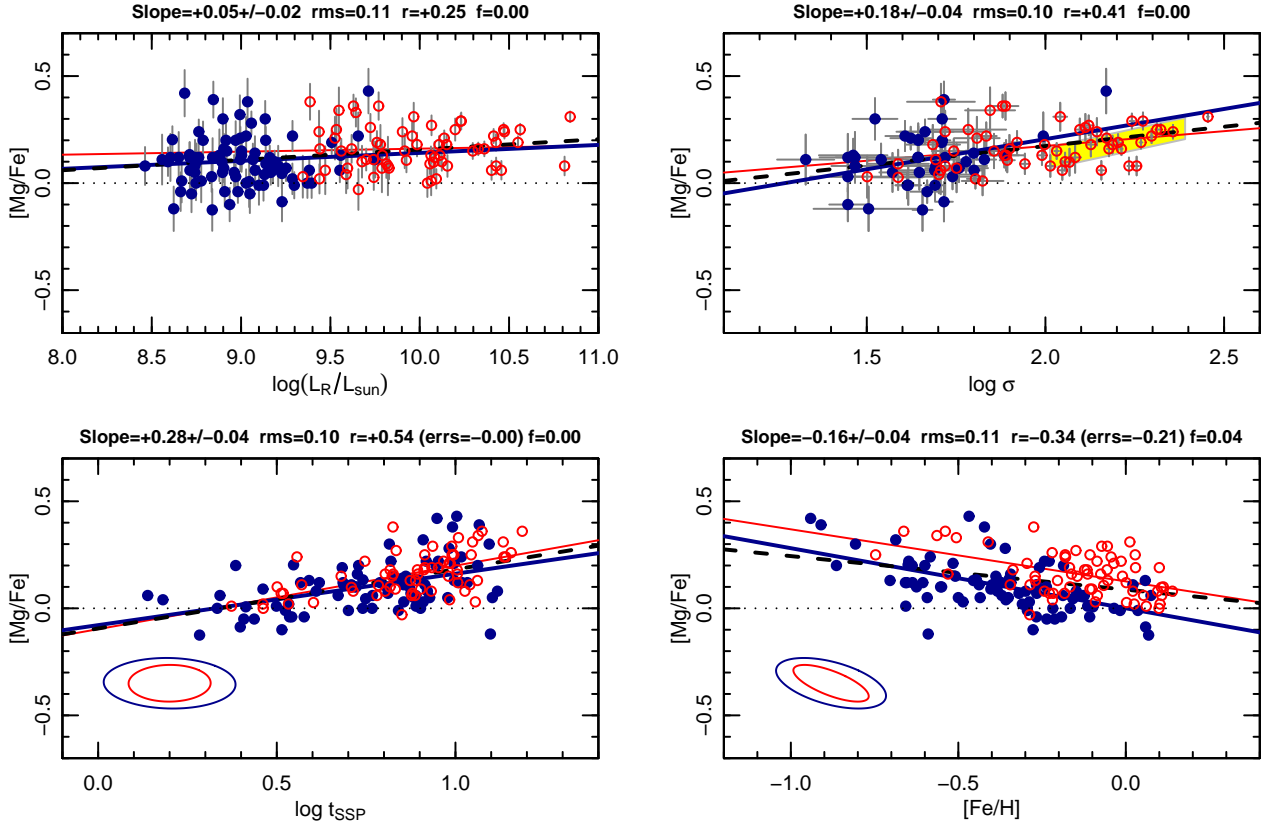 Slope=+0.05+/−0.02 rms=0.11 r=+0.25 f=0.00
[Mg/Fe]
0.5
0.0
−0.5
8.0 8.5 9.0 9.5 10.0 10.5 11.0
log(L_R/L_sun)
Slope=+0.18+/−0.04 rms=0.10 r=+0.41 f=0.00
[Mg/Fe]
0.5
0.0
−0.5
1.5 2.0 2.5
log σ
Slope=+0.28+/−0.04 rms=0.10 r=+0.54 (errs=−0.00) f=0.00
[Mg/Fe]
0.5
0.0
−0.5
0.0 0.5 1.0
log t_SSP
Slope=−0.16+/−0.04 rms=0.11 r=−0.34 (errs=−0.21) f=0.04
[Mg/Fe]
0.5
0.0
−0.5
−1.0 −0.5 0.0
[Fe/H]